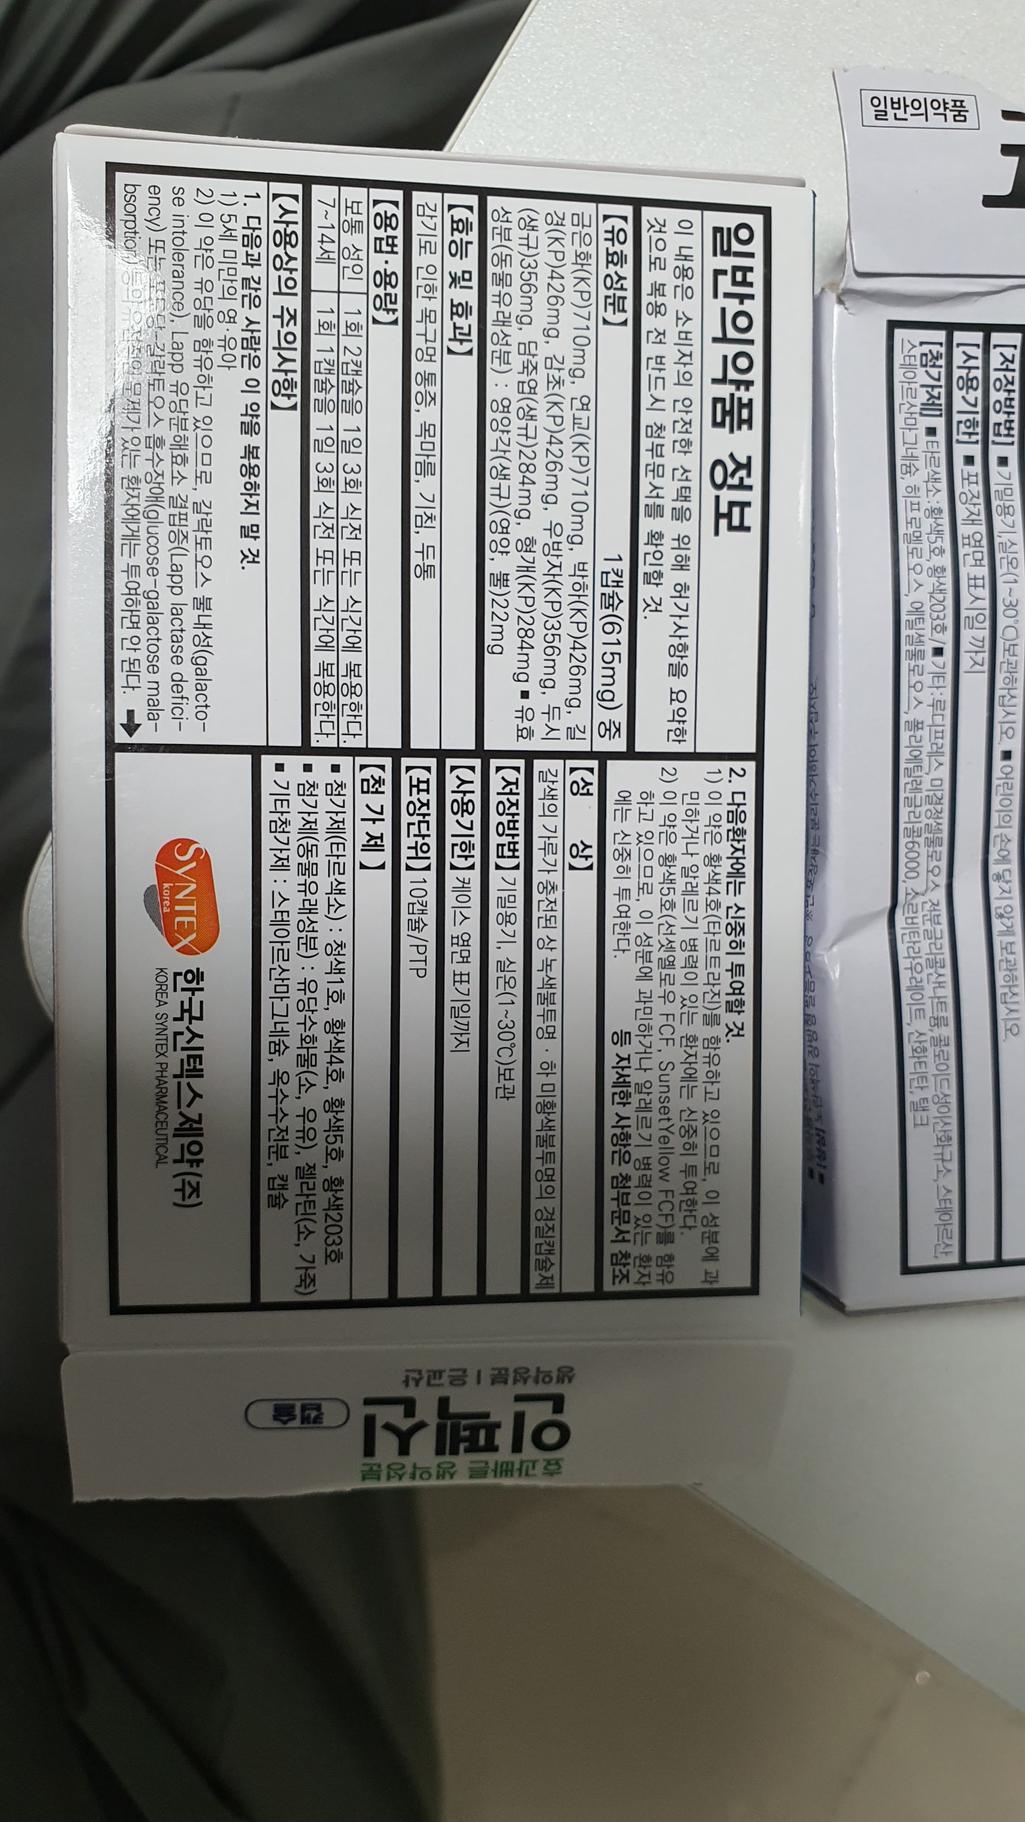 일반의약품 정보
이 내용은 소비자의 안전한 선택을 위해 허가사항을 요약한
것으로 복용 전 반드시 첨부문서를 확인할 것.
【유효성분】 1캡슐(615mg) 중
금은화(KP)710mg, 연교(KP)710mg, 박하(KP)426mg, 길
경(KP)426mg, 감초(KP)426mg, 우방자(KP)356mg, 두시
(생규)356mg, 담죽엽(생규)284mg, 형개(KP)284mg ▪유효
성분(동물유래성분) : 영양각(생규)(영양, 뿔)22mg
【효능 및 효과】
감기로 인한 목구멍 통증, 목마름, 기침, 두통
【용법·용량】
보통 성인 1회 2캡슐은 1일 3회 식전 또는 식간에 복용한다.
7~14세 1회 1캡슐은 1일 3회 식전 또는 식간에 복용한다.
【사용상의 주의사항】
1. 다음과 같은 사람은 이 약을 복용하지 말 것.
1) 5세 미만의 영·유아
2) 이 약은 유당을 함유하고 있으므로, 갈락토오스 불내성(galacto-
se intolerance), Lapp 유당분해효소 결핍증(Lapp lactase defici-
ency) 또는 포도당-갈락토오스 흡수장애(glucose-galactose mala-
bsorption) 등의 유전적인 문제가 있는 환자에게는 투여하면 안 된다. ➡
2. 다음환자에는 신중히 투여할 것.
1) 이 약은 황색4호(타르트라진)를 함유하고 있으므로, 이 성분에 과
민하거나 알레르기 병력이 있는 환자에는 신중히 투여한다.
2) 이 약은 황색5호(선셋옐로우 FCF, SunsetYellow FCF)를 함유
하고 있으므로, 이 성분에 과민하거나 알레르기 병력이 있는 환자
에는 신중히 투여한다. 등 자세한 사항은 첨부문서 참조
【성 상】
갈색의 가루가 충전된 상 녹색불투명 · 하 미황색불투명의 경질캡슐제
【저장방법】 기밀용기, 실온(1~30℃)보관
【사용기한】 케이스 옆면 표기일까지
【포장단위】 10캡슐/PTP
【첨 가 제】
▪ 첨가제(타르색소) : 청색1호, 황색4호, 황색5호, 황색203호
▪ 첨가제(동물유래성분) : 유당수화물(소, 우유), 젤라틴(소, 가죽)
▪ 기타첨가제 : 스테아르산마그네슘, 옥수수전분, 캡슐
SYNTEX
korea
한국신텍스제약(주)
KOREA SYNTEX PHARMACEUTICAL
효과빠른 생약성분
인펙신
캡슐
생약성분 | 은교산
일반의약품
[저장방법] ▪기밀용기,실온(1~30℃)보관하십시오. ▪어린이의 손에 닿지 않게 보관하십시오.
[사용기한] ▪포장재 옆면 표시일 까지
[첨가제] ▪타르색소:황색5호, 황색203호/▪기타:루디프레스, 미결정셀룰로오스, 전분글리콜산나트륨, 콜로이드성이산화규소, 스테아르산
스테아르산마그네슘, 히프로멜로오스, 에틸셀룰로오스, 폴리에틸렌글리콜6000, 소르비탄라우레이트, 산화티탄, 탤크